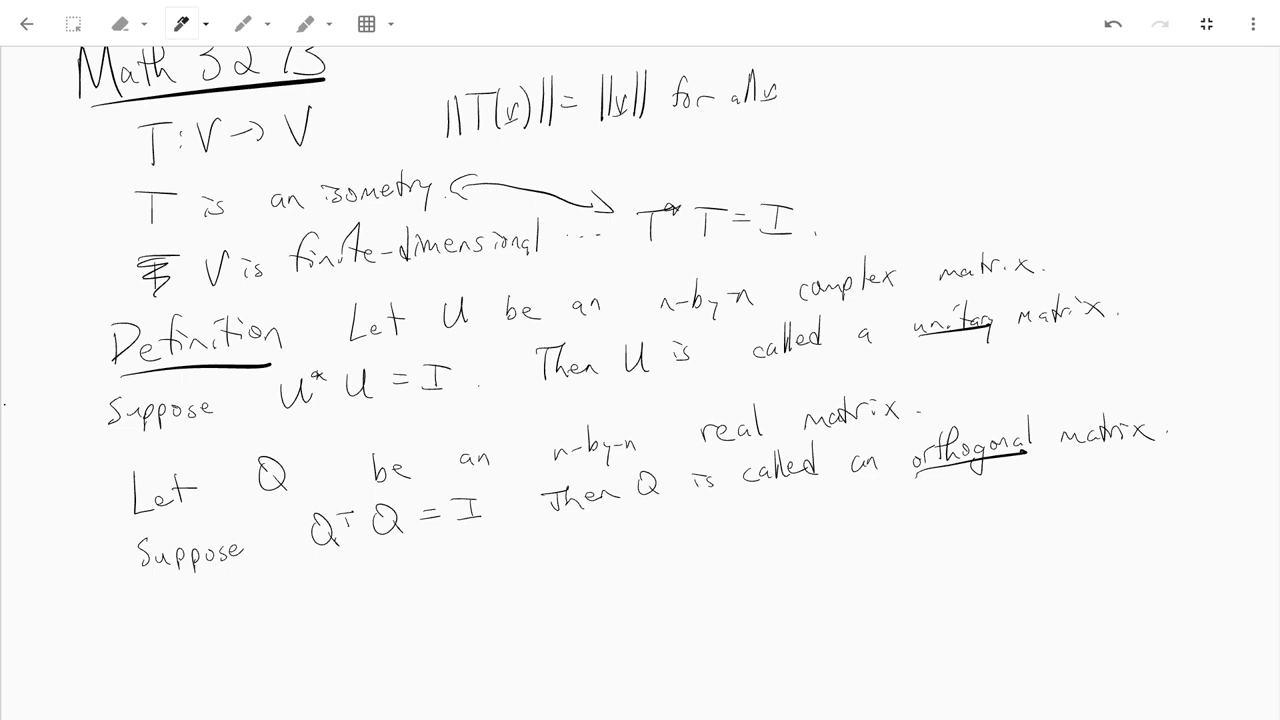 Math 3213
||T(v)|| = ||v|| for all v
T: V → V
T is an isometry.
T* T = I.
V is finite-dimensional ...
Definition Let U be an n-by-n complex matrix.
Suppose U* U = I. Then U is called a unitary matrix.
Let Q be an n-by-n real matrix.
Suppose Qᵀ Q = I Then Q is called an orthogonal matrix.